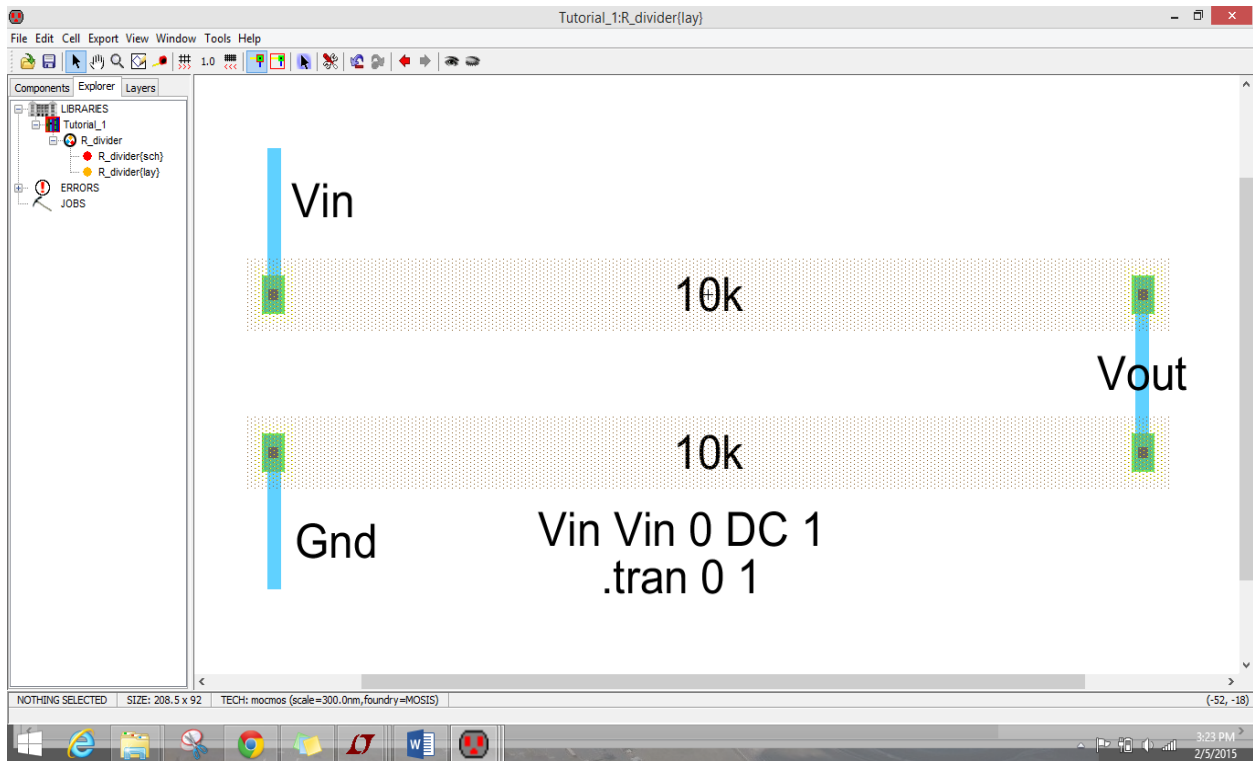 Tutorial_1:R_divider{lay}
File Edit Cell Export View Window Tools Help
1.0
Components Explorer Layers
LIBRARIES
Tutorial_1
R_divider
R_divider{sch}
R_divider{lay}
ERRORS
JOBS
Vin
10k
Vout
10k
Gnd
Vin Vin 0 DC 1
.tran 0 1
NOTHING SELECTED SIZE: 208.5 x 92 TECH: mocmos (scale=300.0nm,foundry=MOSIS) (-52, -18)
3:23 PM
2/5/2015